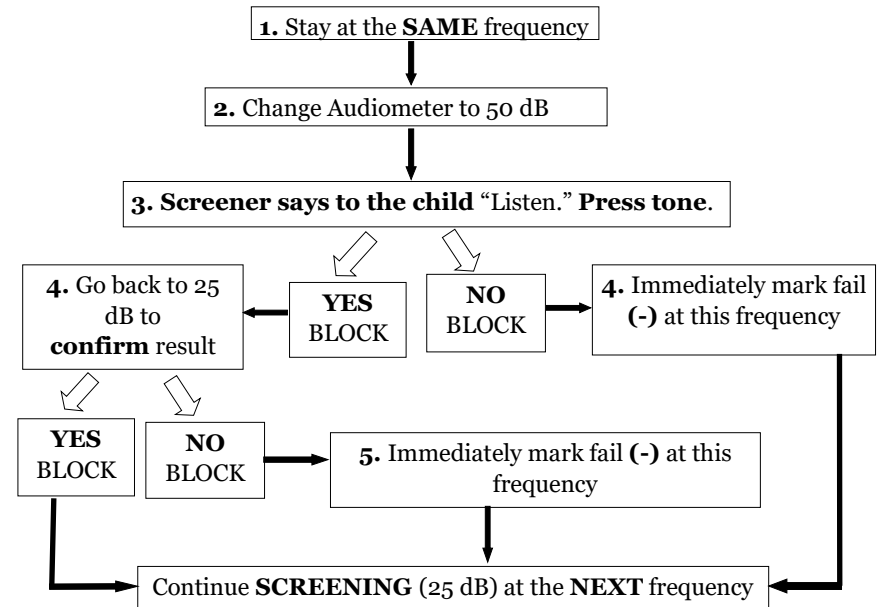 1. Stay at the SAME frequency
2. Change Audiometer to 50 dB
3. Screener says to the child “Listen.” Press tone.
4. Go back to 25
dB to
confirm result
YES
BLOCK
NO
BLOCK
4. Immediately mark fail
(-) at this frequency
YES
BLOCK
NO
BLOCK
5. Immediately mark fail (-) at this
frequency
Continue SCREENING (25 dB) at the NEXT frequency